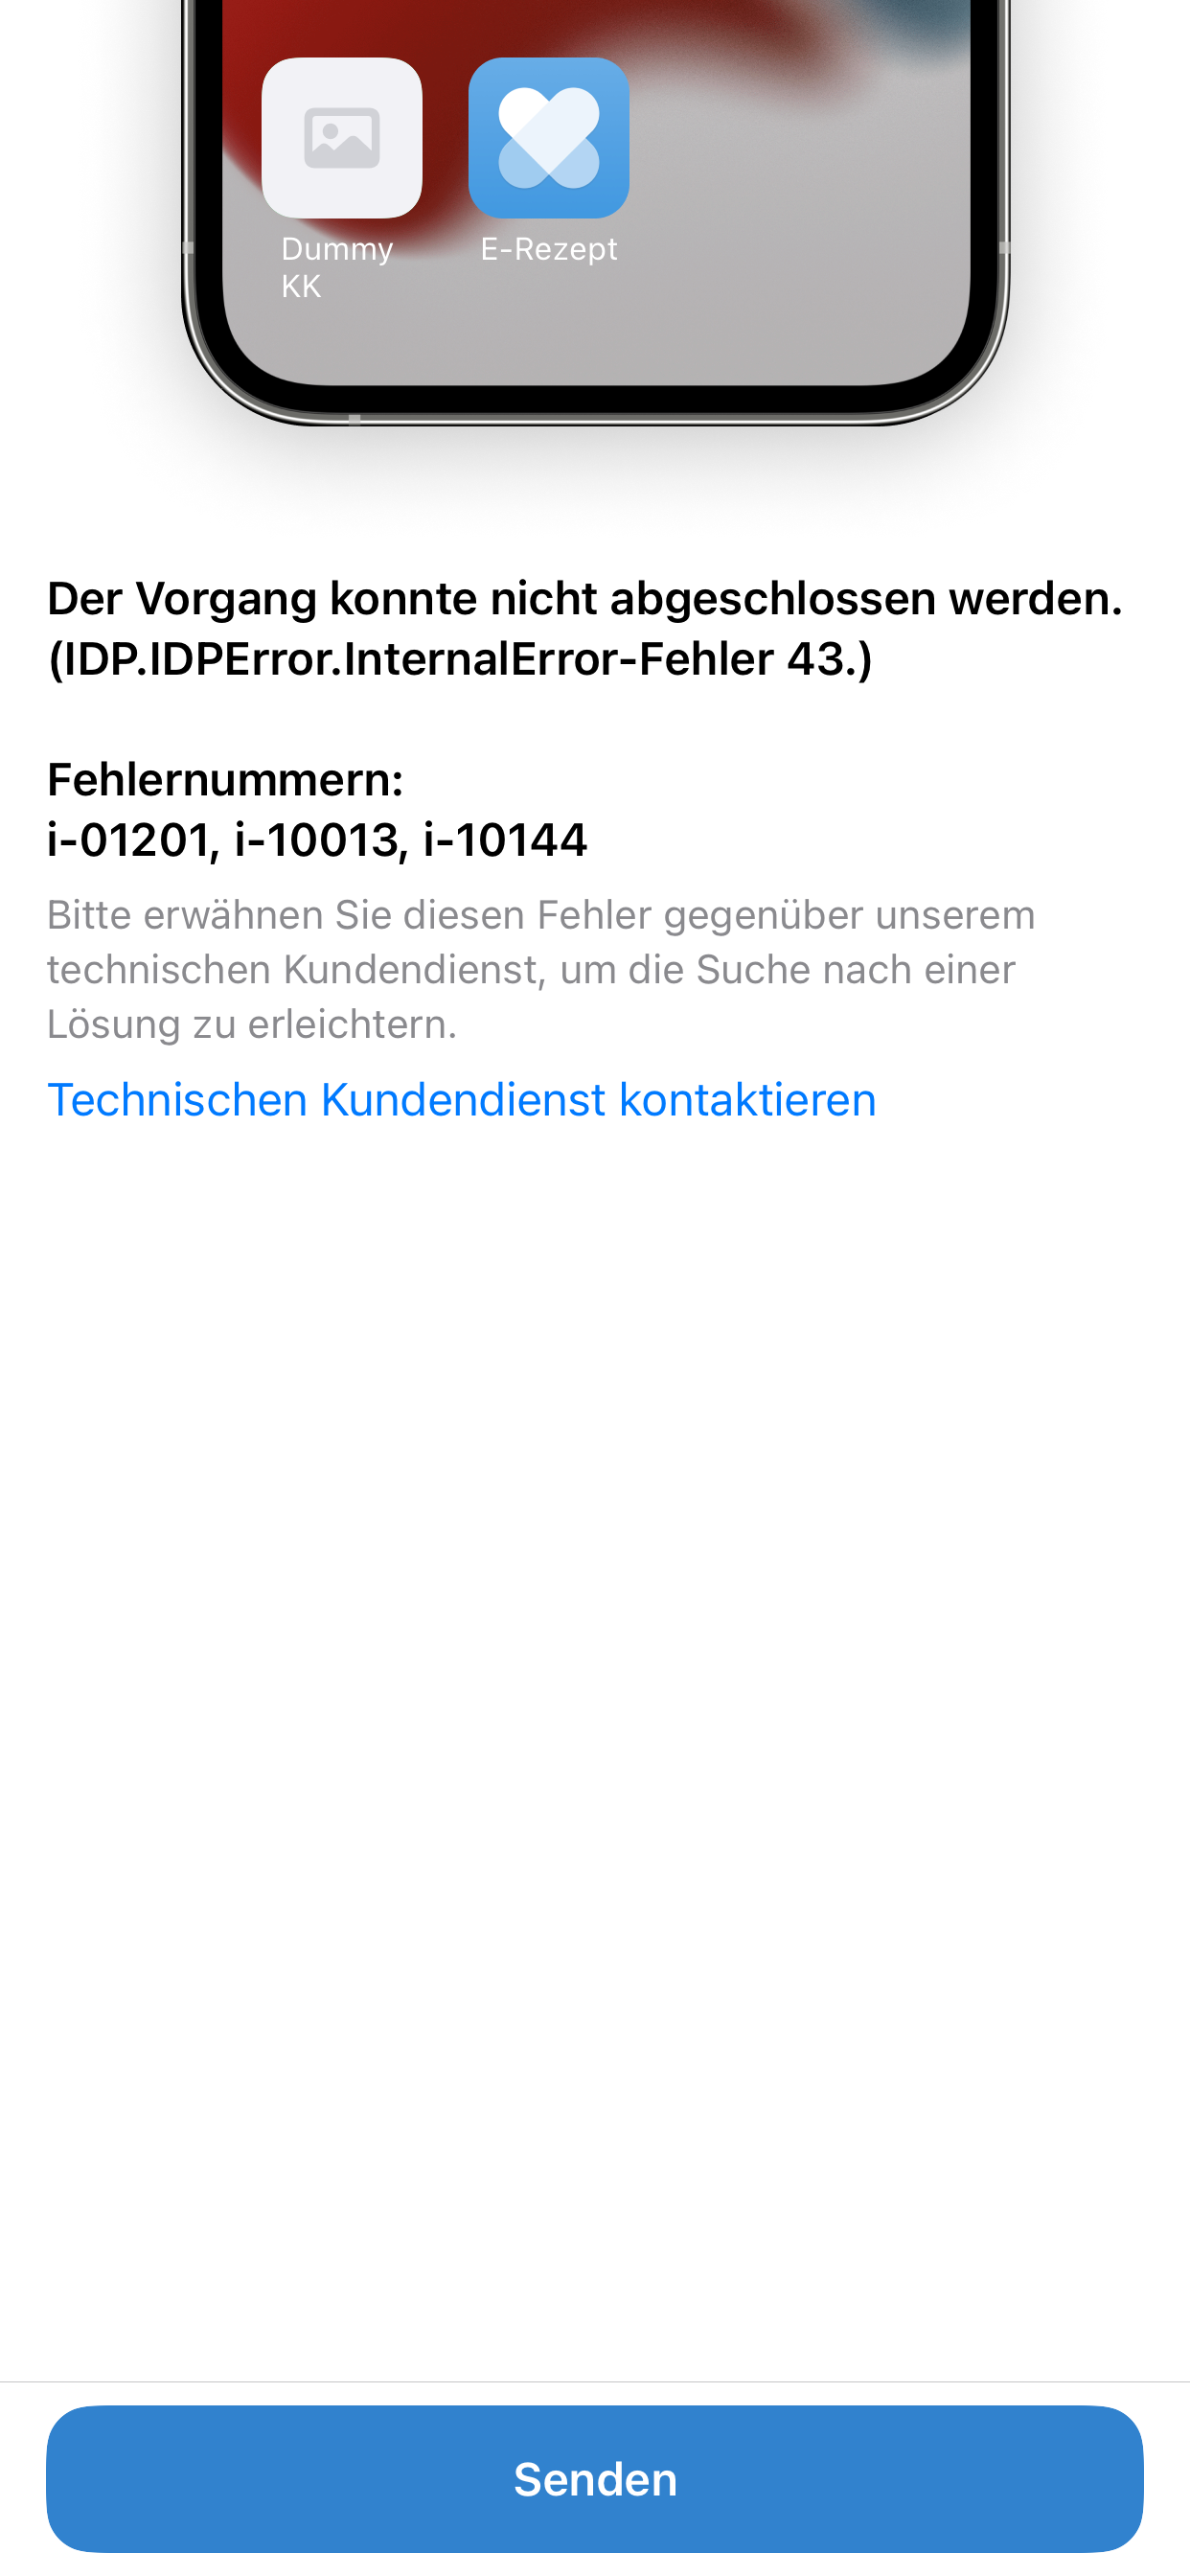 Dummy
KK
E-Rezept
Der Vorgang konnte nicht abgeschlossen werden.
(IDP.IDPError.InternalError-Fehler 43.)
Fehlernummern:
i-01201, i-10013, i-10144
Bitte erwähnen Sie diesen Fehler gegenüber unserem
technischen Kundendienst, um die Suche nach einer
Lösung zu erleichtern.
Technischen Kundendienst kontaktieren
Senden